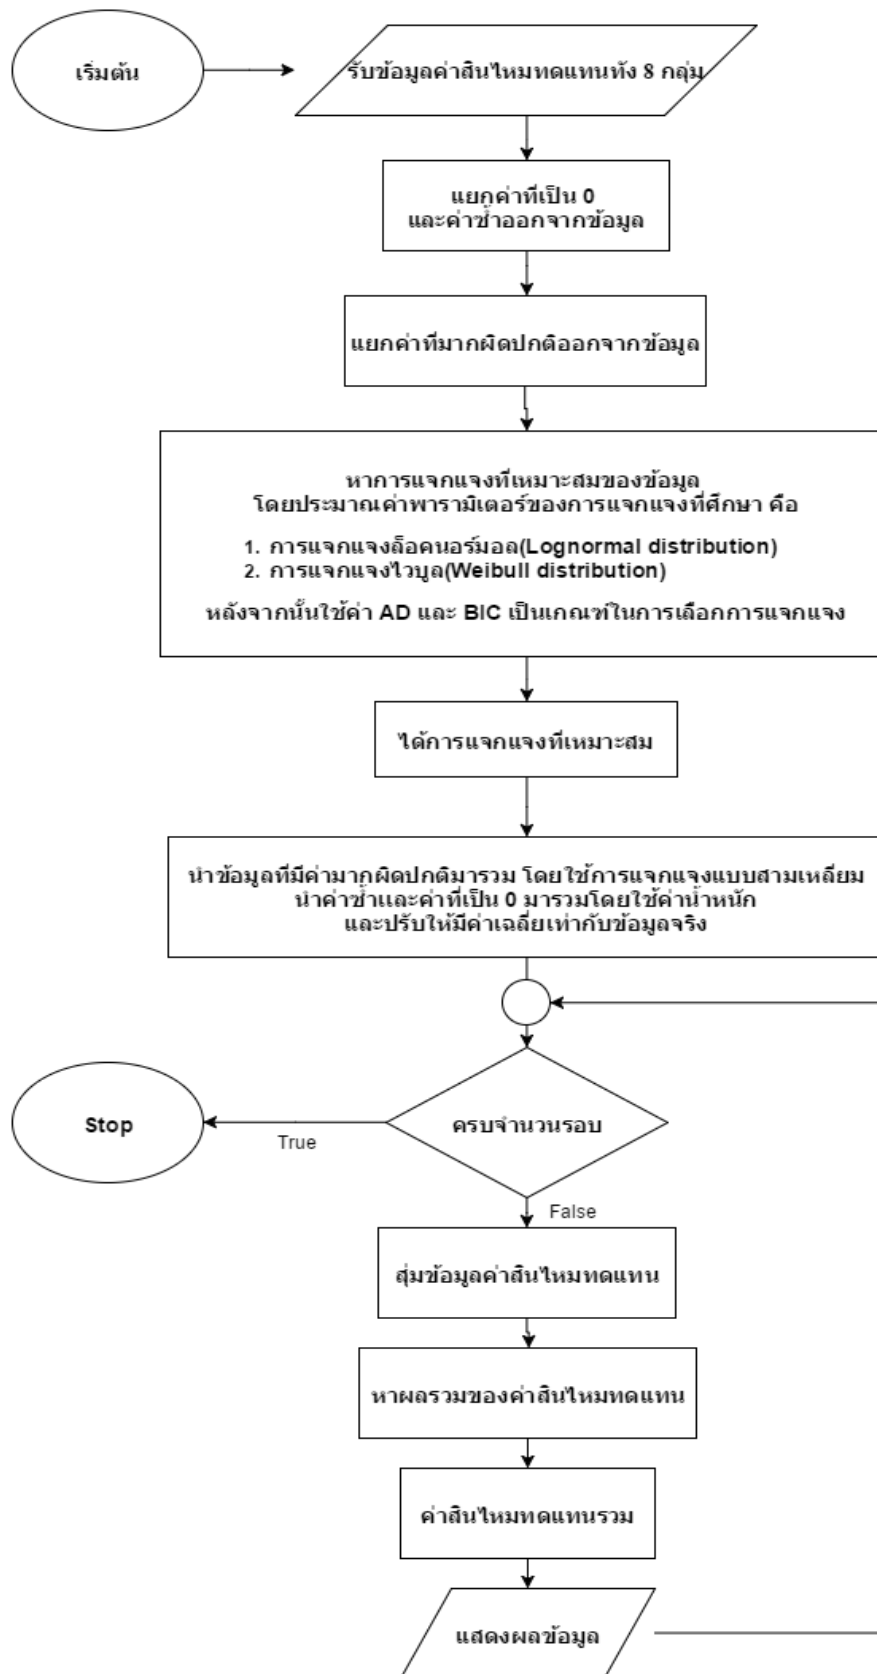 เริ่มต้น
รับข้อมูลค่าสินไหมทดแทนทั้ง 8 กลุ่ม
แยกค่าที่เป็น 0
และค่าซ้ำออกจากข้อมูล
แยกค่าที่มากผิดปกติออกจากข้อมูล
หาการแจกแจงที่เหมาะสมของข้อมูล
โดยประมาณค่าพารามิเตอร์ของการแจกแจงที่ศึกษา คือ
1. การแจกแจงล็อคนอร์มอล(Lognormal distribution)
2. การแจกแจงไวบูล(Weibull distribution)
หลังจากนั้นใช้ค่า AD และ BIC เป็นเกณฑ์ในการเลือกการแจกแจง
ได้การแจกแจงที่เหมาะสม
นำข้อมูลที่มีค่ามากผิดปกติมารวม โดยใช้การแจกแจงแบบสามเหลี่ยม
นำค่าซ้ำและค่าที่เป็น 0 มารวมโดยใช้ค่าน้ำหนัก
และปรับให้มีค่าเฉลี่ยเท่ากับข้อมูลจริง
ครบจำนวนรอบ
Stop
True
False
สุ่มข้อมูลค่าสินไหมทดแทน
หาผลรวมของค่าสินไหมทดแทน
ค่าสินไหมทดแทนรวม
แสดงผลข้อมูล